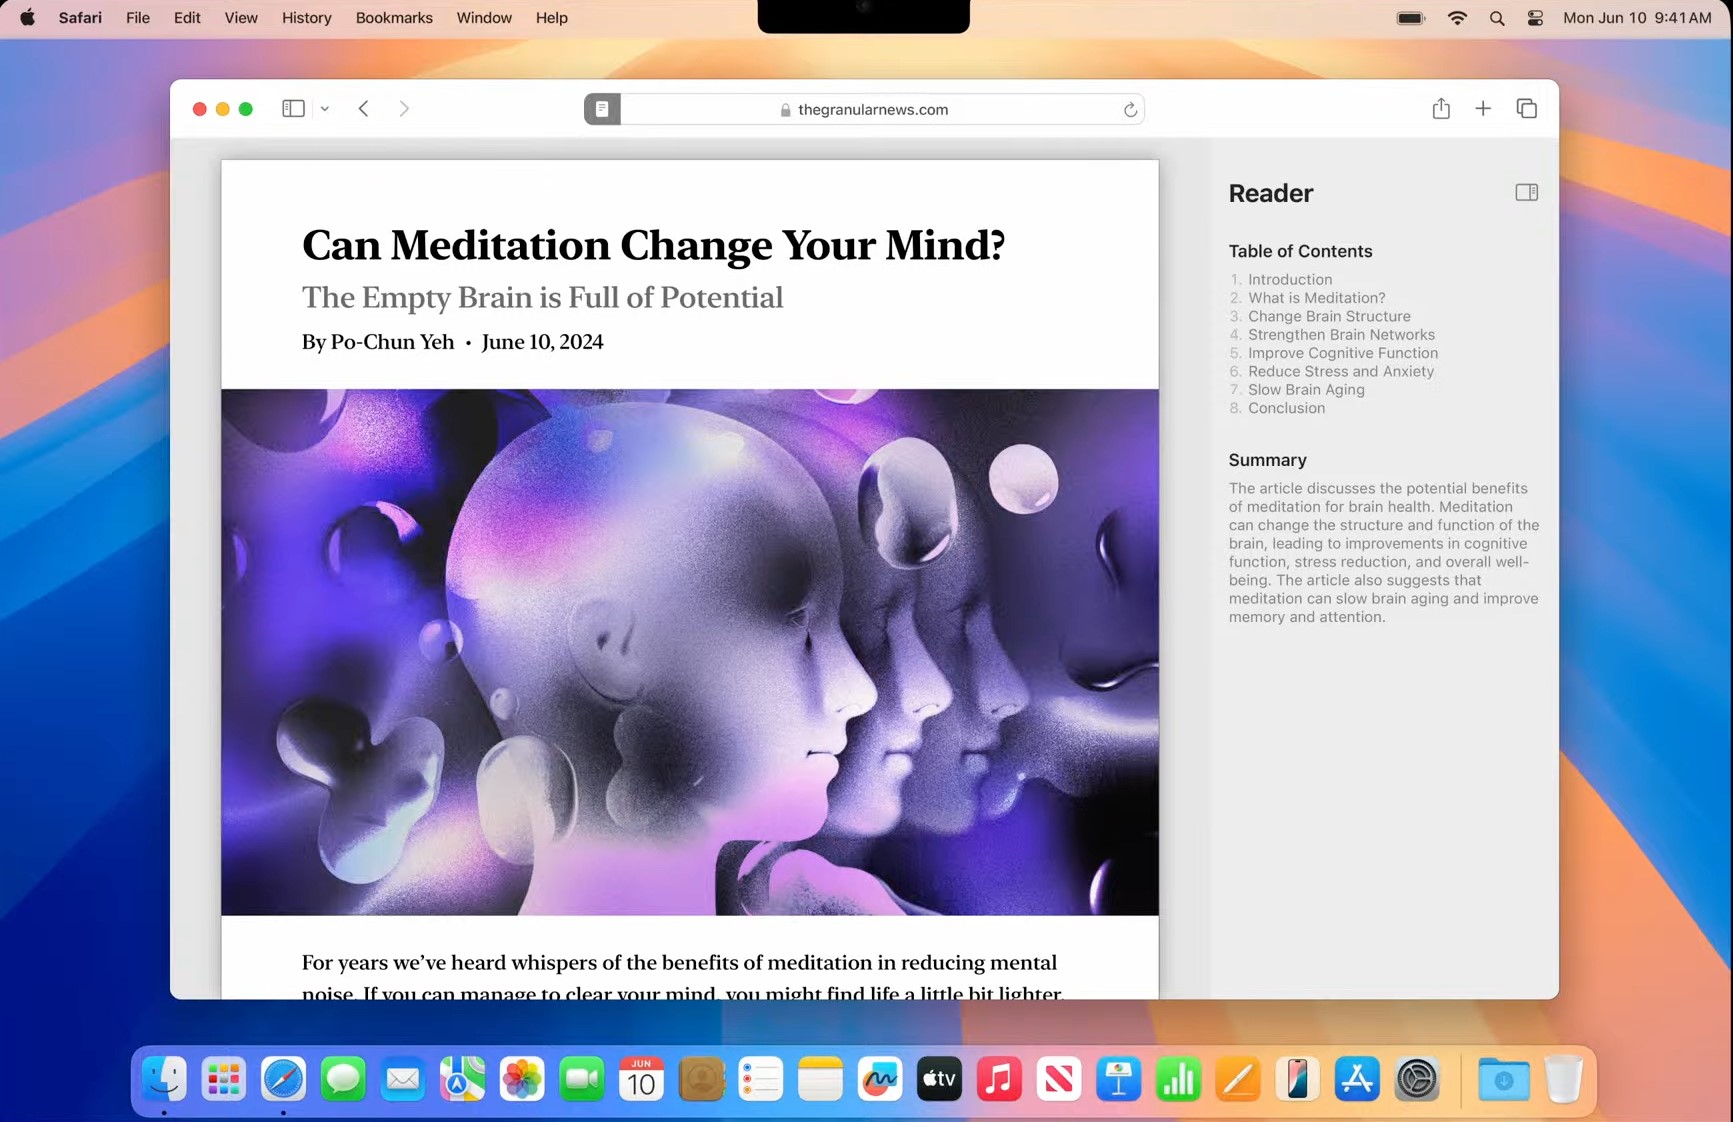 Safari File Edit View History Bookmarks Window Help Mon Jun 10 9:41 AM
thegranularnews.com
Can Meditation Change Your Mind?
The Empty Brain is Full of Potential
By Po-Chun Yeh • June 10, 2024
For years we’ve heard whispers of the benefits of meditation in reducing mental
noise. If you can manage to clear your mind, you might find life a little bit lighter.
Reader
Table of Contents
1. Introduction
2. What is Meditation?
3. Change Brain Structure
4. Strengthen Brain Networks
5. Improve Cognitive Function
6. Reduce Stress and Anxiety
7. Slow Brain Aging
8. Conclusion
Summary
The article discusses the potential benefits
of meditation for brain health. Meditation
can change the structure and function of the
brain, leading to improvements in cognitive
function, stress reduction, and overall well-
being. The article also suggests that
meditation can slow brain aging and improve
memory and attention.
JUN
10
tv